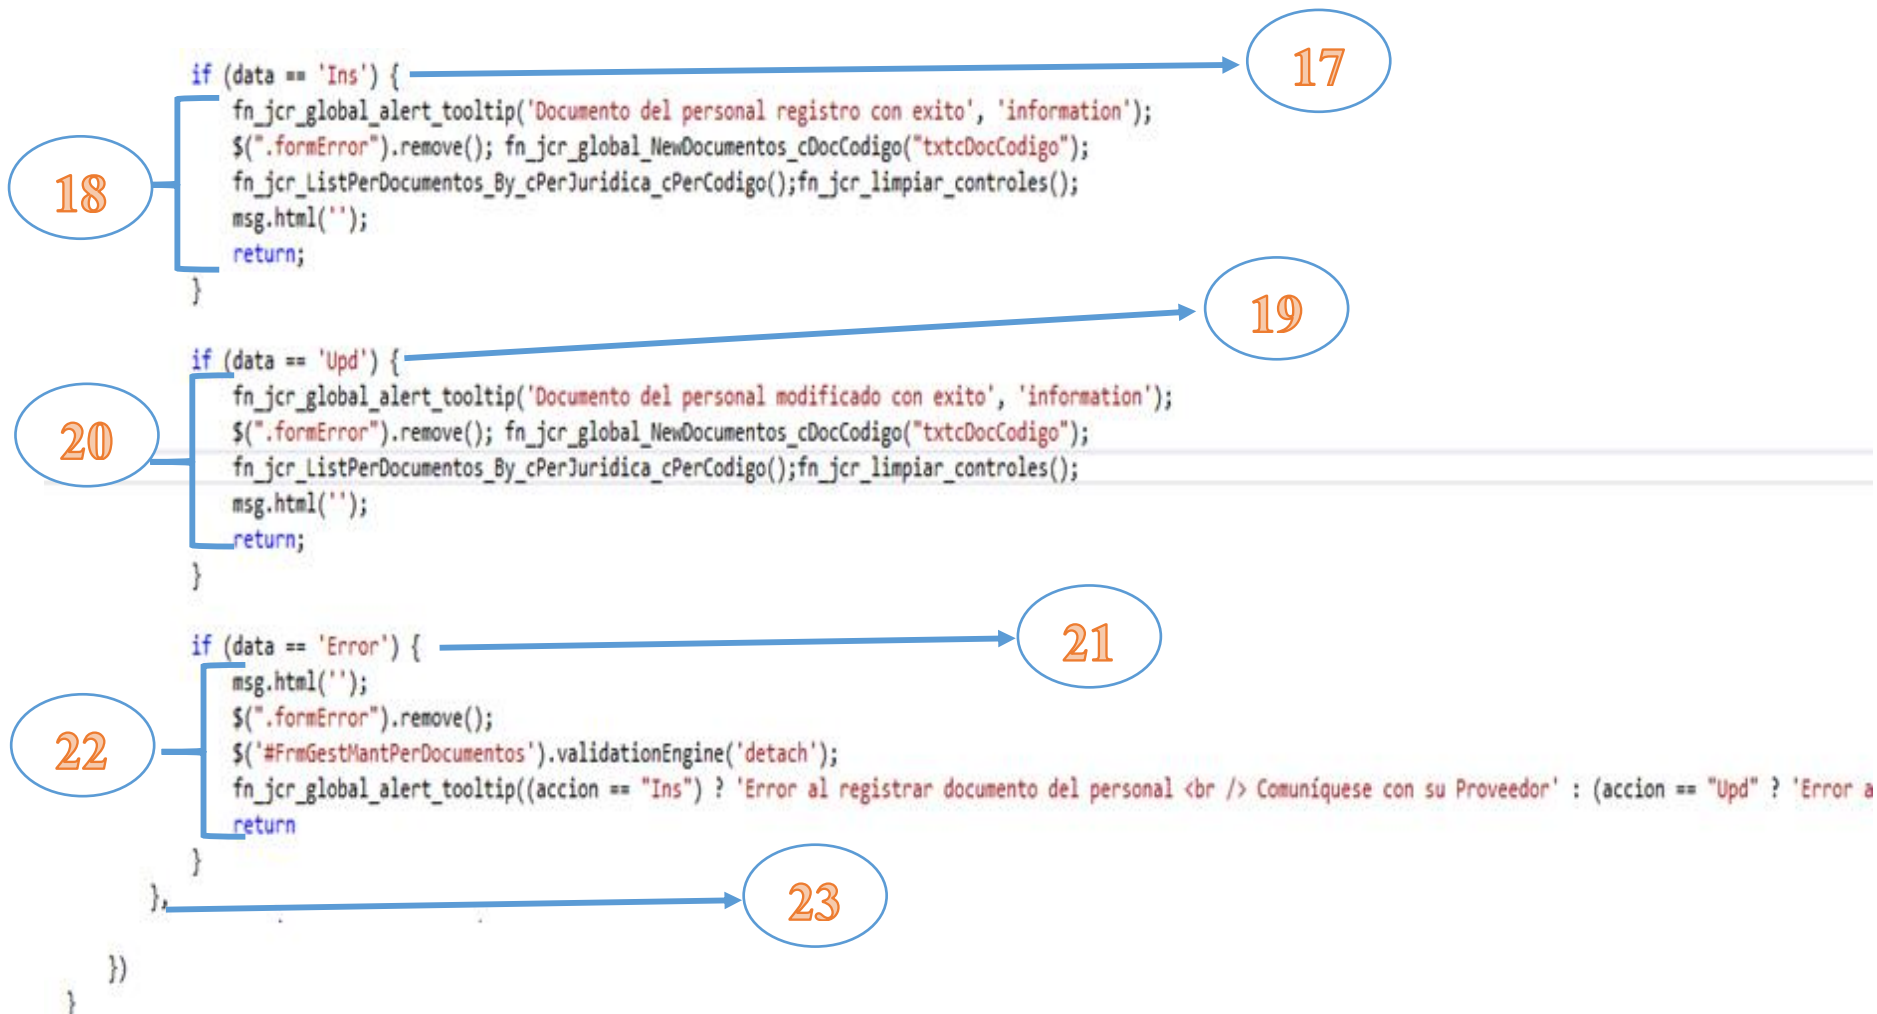 if (data == 'Ins') {
17
fn_jcr_global_alert_tooltip('Documento del personal registro con exito', 'information');
$(".formError").remove(); fn_jcr_global_NewDocumentos_cDocCodigo("txtcDocCodigo");
18
fn_jcr_ListPerDocumentos_By_cPerJuridica_cPerCodigo();fn_jcr_limpiar_controles();
msg.html('');
return;
}
19
if (data == 'Upd') {
fn_jcr_global_alert_tooltip('Documento del personal modificado con exito', 'information');
$(".formError").remove(); fn_jcr_global_NewDocumentos_cDocCodigo("txtcDocCodigo");
20
fn_jcr_ListPerDocumentos_By_cPerJuridica_cPerCodigo();fn_jcr_limpiar_controles();
msg.html('');
return;
}
21
if (data == 'Error') {
msg.html('');
$(".formError").remove();
22
$('#FrmGestMantPerDocumentos').validationEngine('detach');
fn_jcr_global_alert_tooltip((accion == "Ins") ? 'Error al registrar documento del personal <br /> Comuníquese con su Proveedor' : (accion == "Upd" ? 'Error a
return
}
},
23
})
}